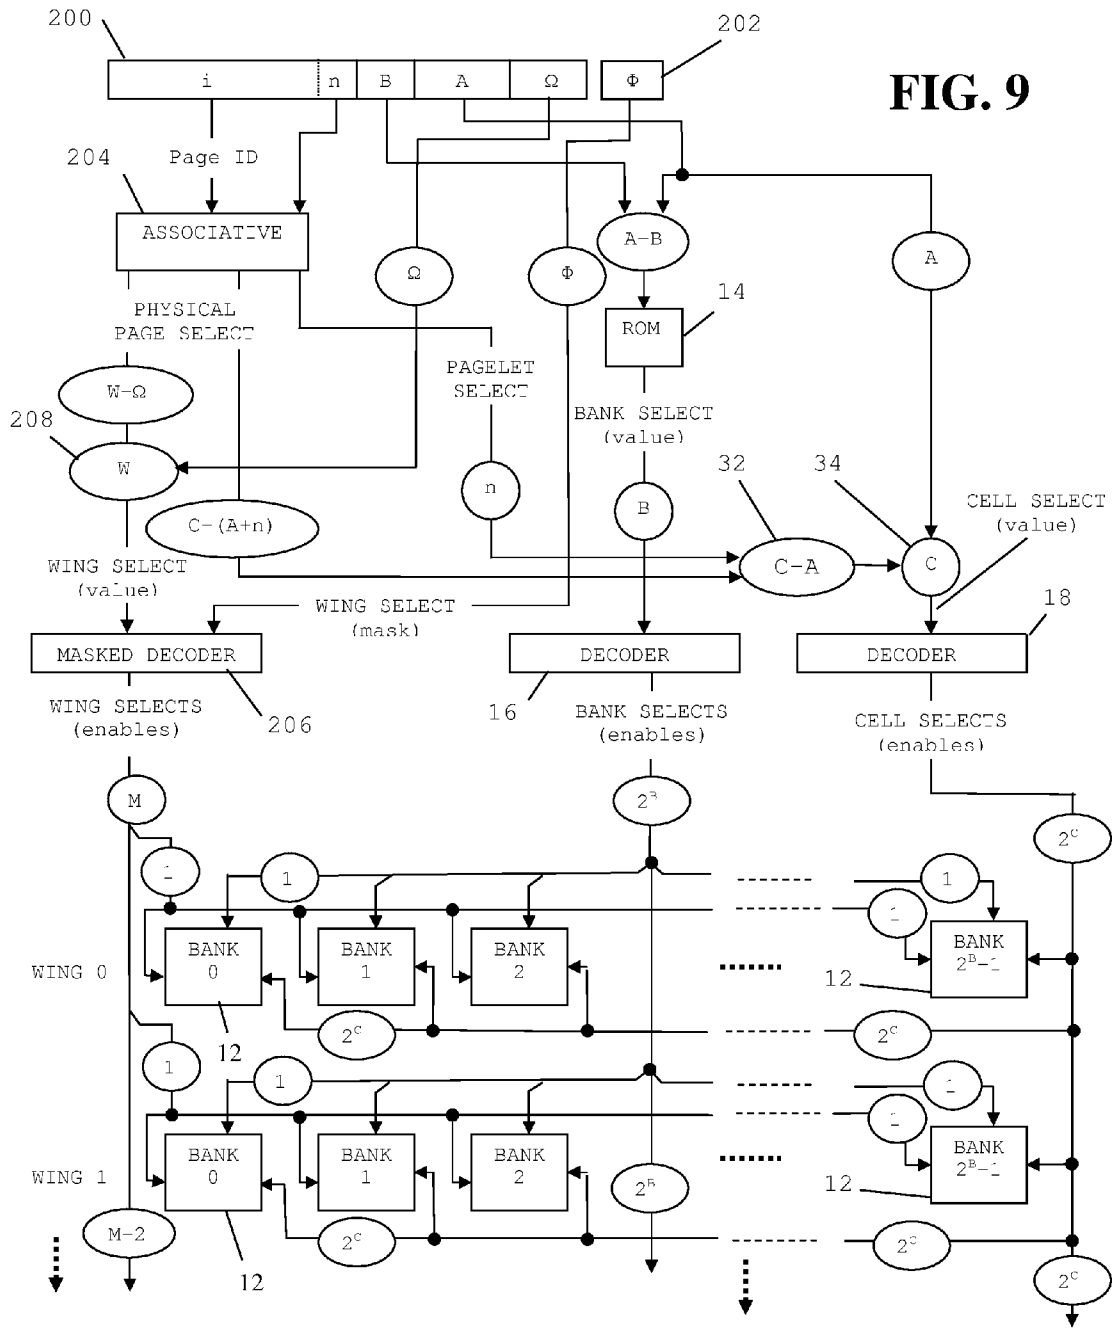 200
202
i n B A Ω Φ
FIG. 9
204
Page ID
ASSOCIATIVE
A-B
A
Ω
Φ
14
PHYSICAL
PAGE SELECT
ROM
PAGELET
SELECT
W-Ω
BANK SELECT
(value)
208
W
32
34
n
B
CELL SELECT
(value)
C-(A+n)
WING SELECT
(value)
C-A
C
WING SELECT
(mask)
18
MASKED DECODER
DECODER
DECODER
206
16
WING SELECTS
(enables)
BANK SELECTS
(enables)
CELL SELECTS
(enables)
M
2ᴮ
2ᶜ
1
1
1
1
BANK
0
BANK
1
BANK
2
BANK
2ᴮ-1
WING 0
12
12
2ᶜ
2ᶜ
1
1
1
1
BANK
0
BANK
1
BANK
2
BANK
2ᴮ-1
WING 1
12
2ᴮ
M-2
2ᶜ
2ᶜ
12
2ᶜ